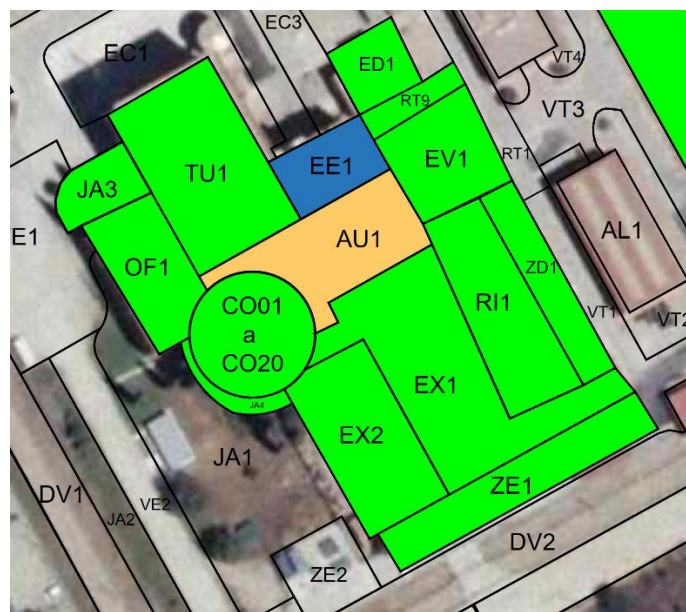 EC3
EC1
ED1
VT4
RT9
VT3
TU1
EE1
EV1
RT1
JA3
E1
AU1
AL1
OF1
ZD1
CO01
a
CO20
RI1
VT1
VT2
EX1
JA4
EX2
JA1
DV1
VE2
JA2
ZE1
DV2
ZE2